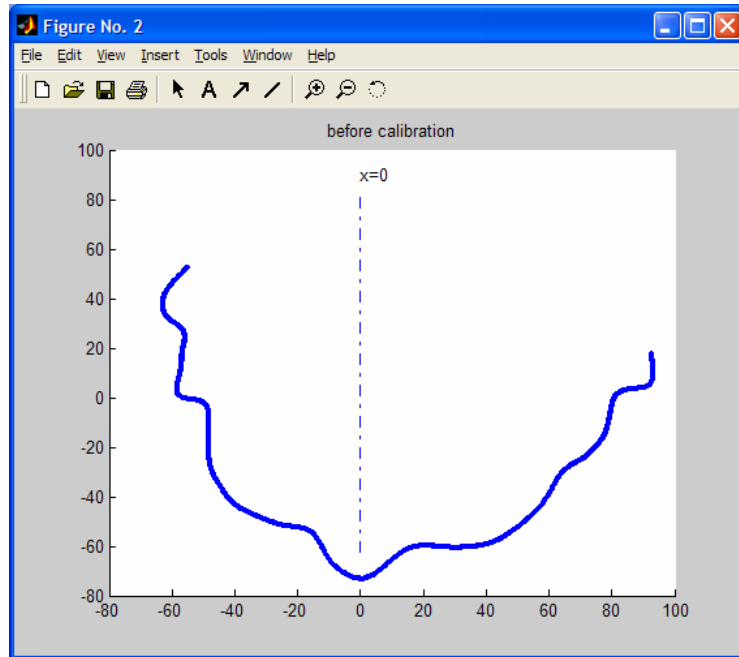 Figure No. 2
File Edit View Insert Tools Window Help
A
before calibration
x=0
100
80
60
40
20
0
-20
-40
-60
-80
-80 -60 -40 -20 0 20 40 60 80 100